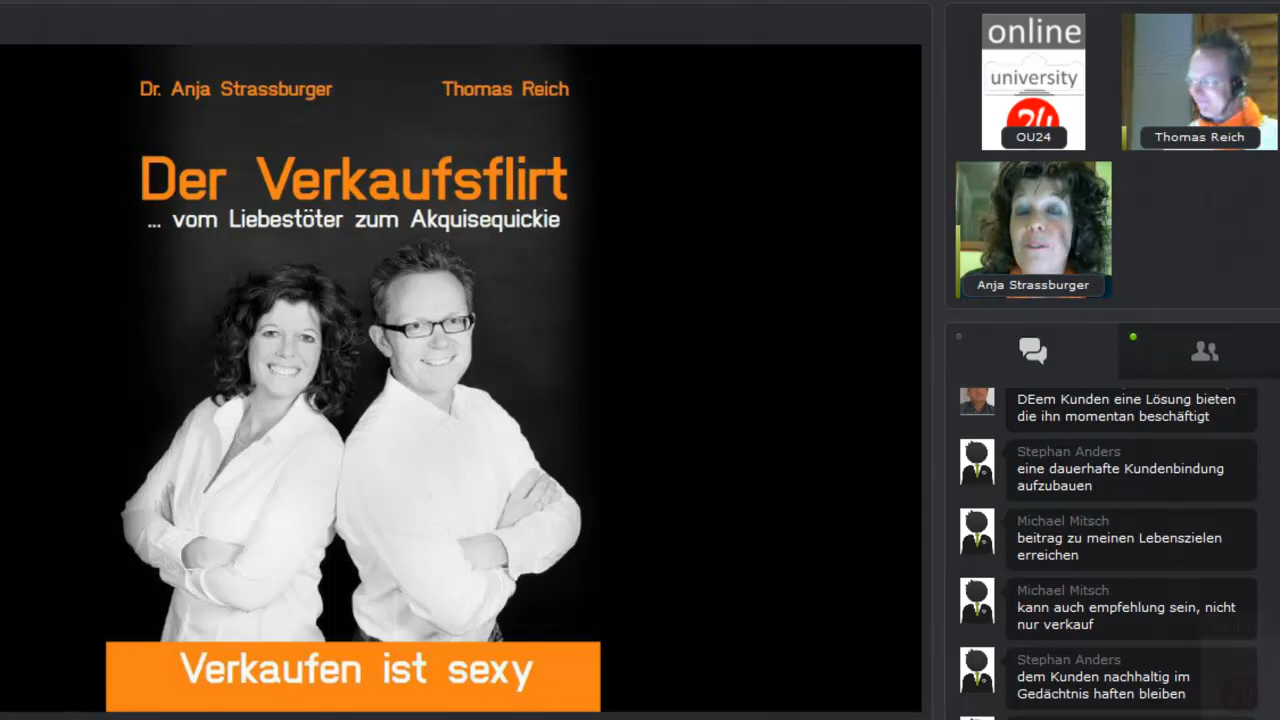 Dr. Anja Strassburger
Thomas Reich
Der Verkaufsflirt
... vom Liebestöter zum Akquisequickie
Verkaufen ist sexy
online
university
24
OU24
Thomas Reich
Anja Strassburger
DEem Kunden eine Lösung bieten
die ihn momentan beschäftigt
Stephan Anders
eine dauerhafte Kundenbindung
aufzubauen
Michael Mitsch
beitrag zu meinen Lebenszielen
erreichen
Michael Mitsch
kann auch empfehlung sein, nicht
nur verkauf
Stephan Anders
dem Kunden nachhaltig im
Gedächtnis haften bleiben